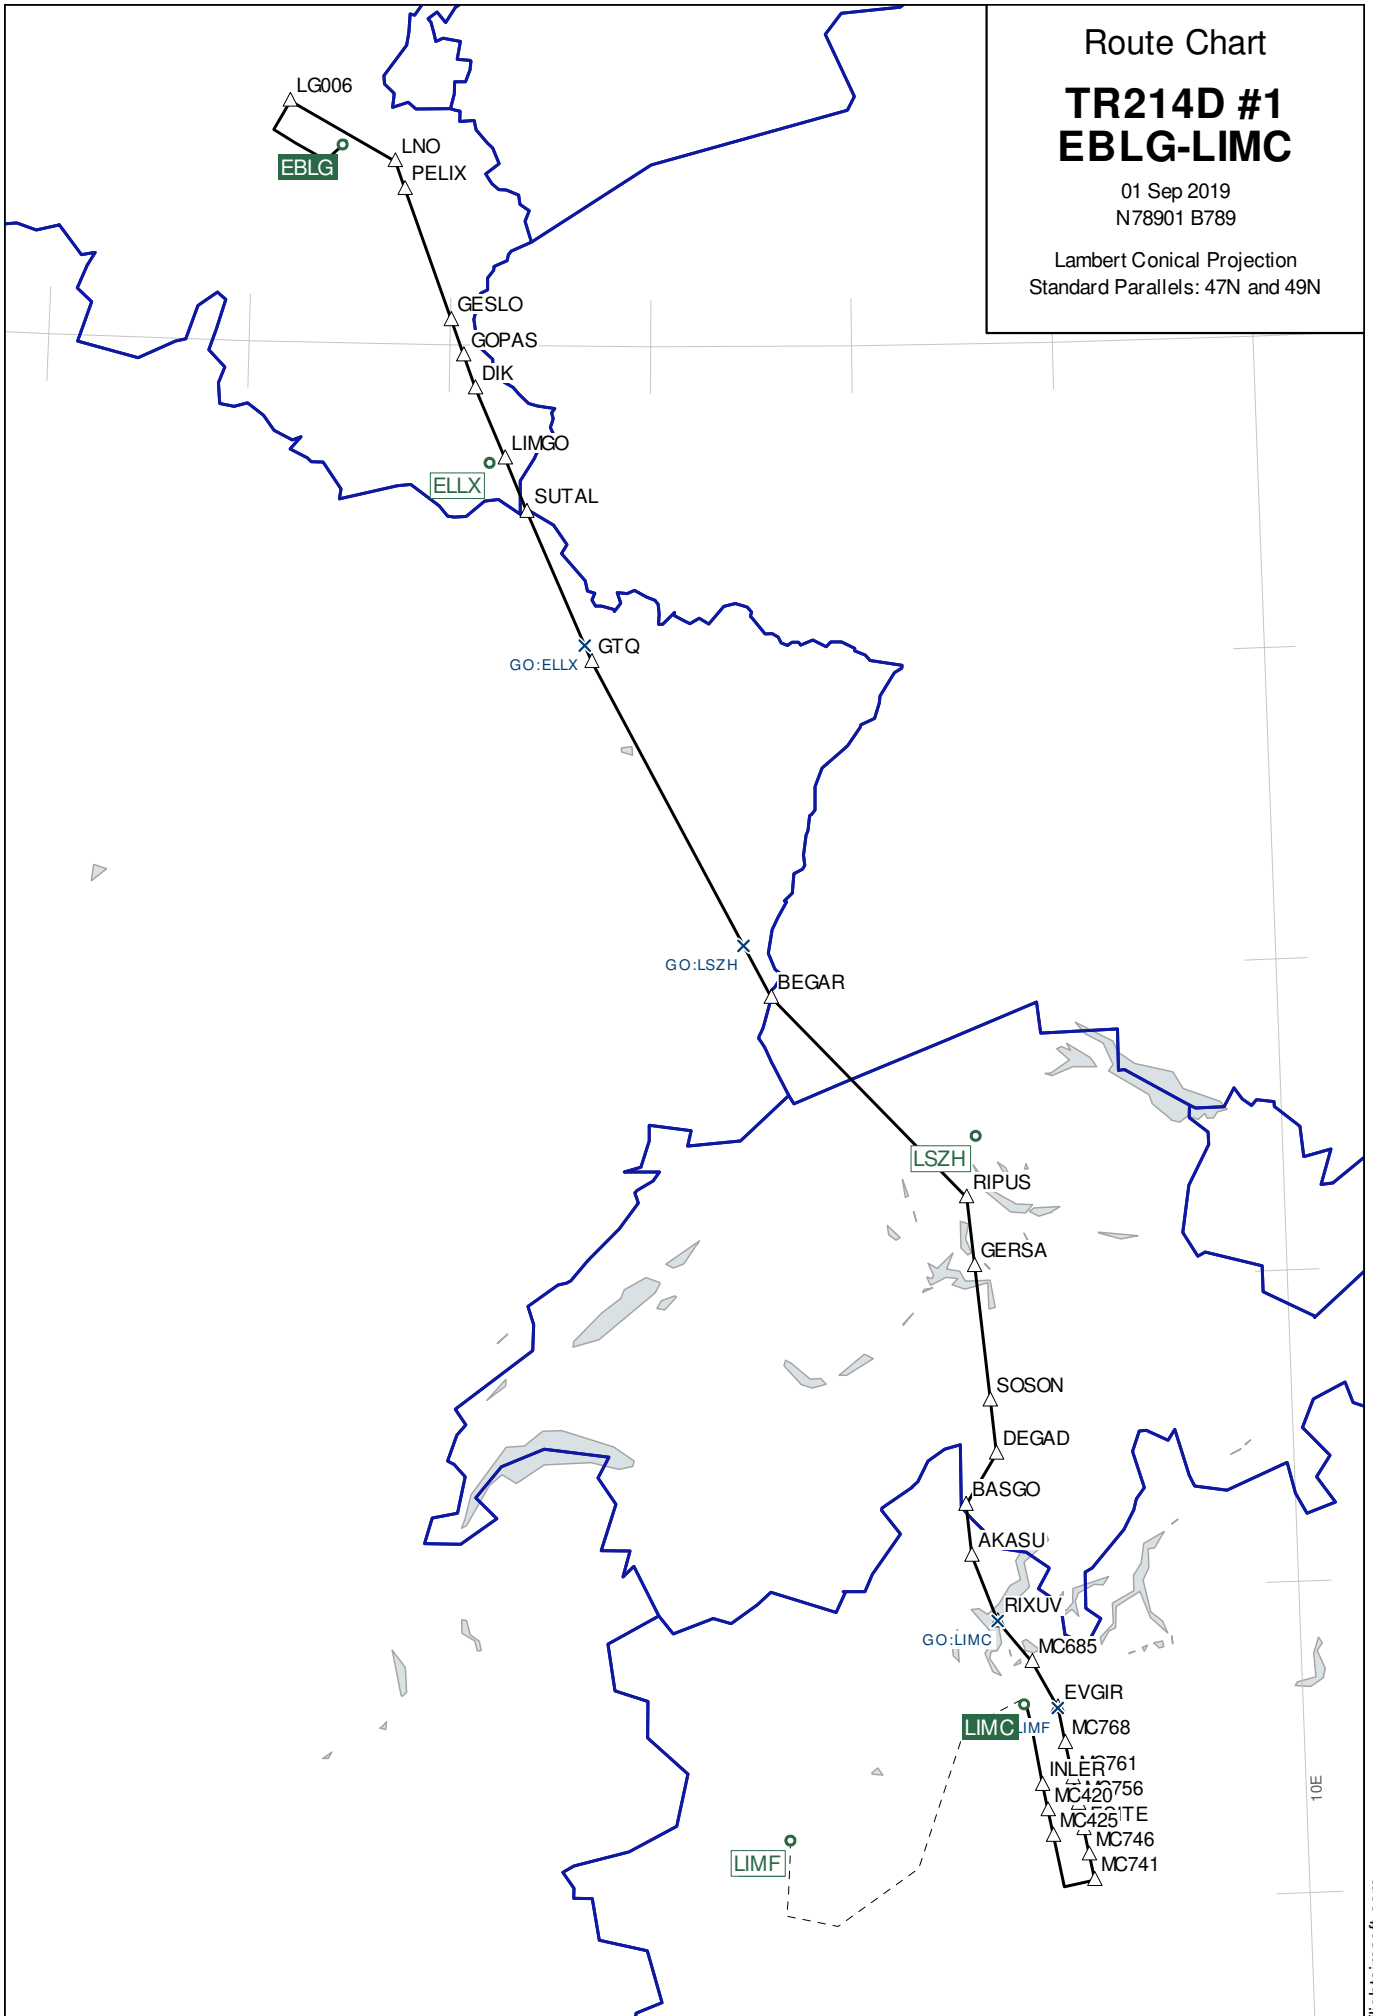 Route Chart
TR214D #1
EBLG-LIMC
01 Sep 2019
N78901 B789
Lambert Conical Projection
Standard Parallels: 47N and 49N
LG006
LNO
EBLG
PELIX
GESLO
GOPAS
DIK
LIMGO
ELLX
SUTAL
GTQ
GO:ELLX
GO:LSZH
BEGAR
LSZH
RIPUS
GERSA
SOSON
DEGAD
BASGO
AKASU
RIXUV
GO:LIMC
MC685
EVGIR
LIMC
MC768
INLER
MC420
MC425
MC746
LIMF
MC741
10E